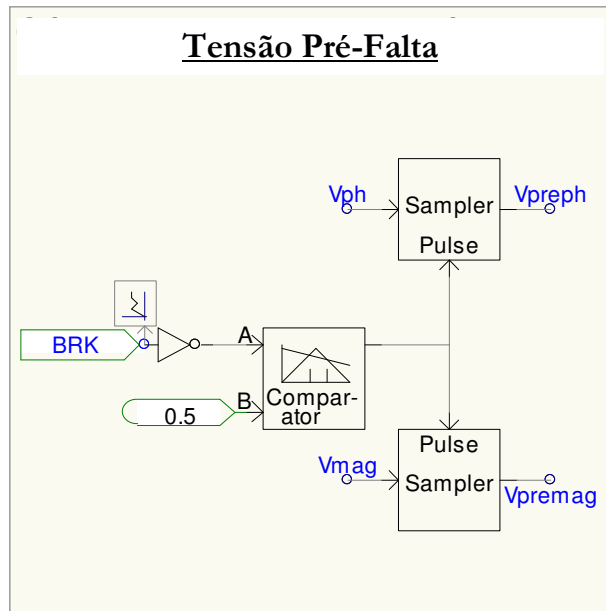 Tensão Pré-Falta
Vph
Sampler
Pulse
Vpreph
BRK
A
B
Compar-
ator
0.5
Pulse
Vmag
Sampler
Vpremag